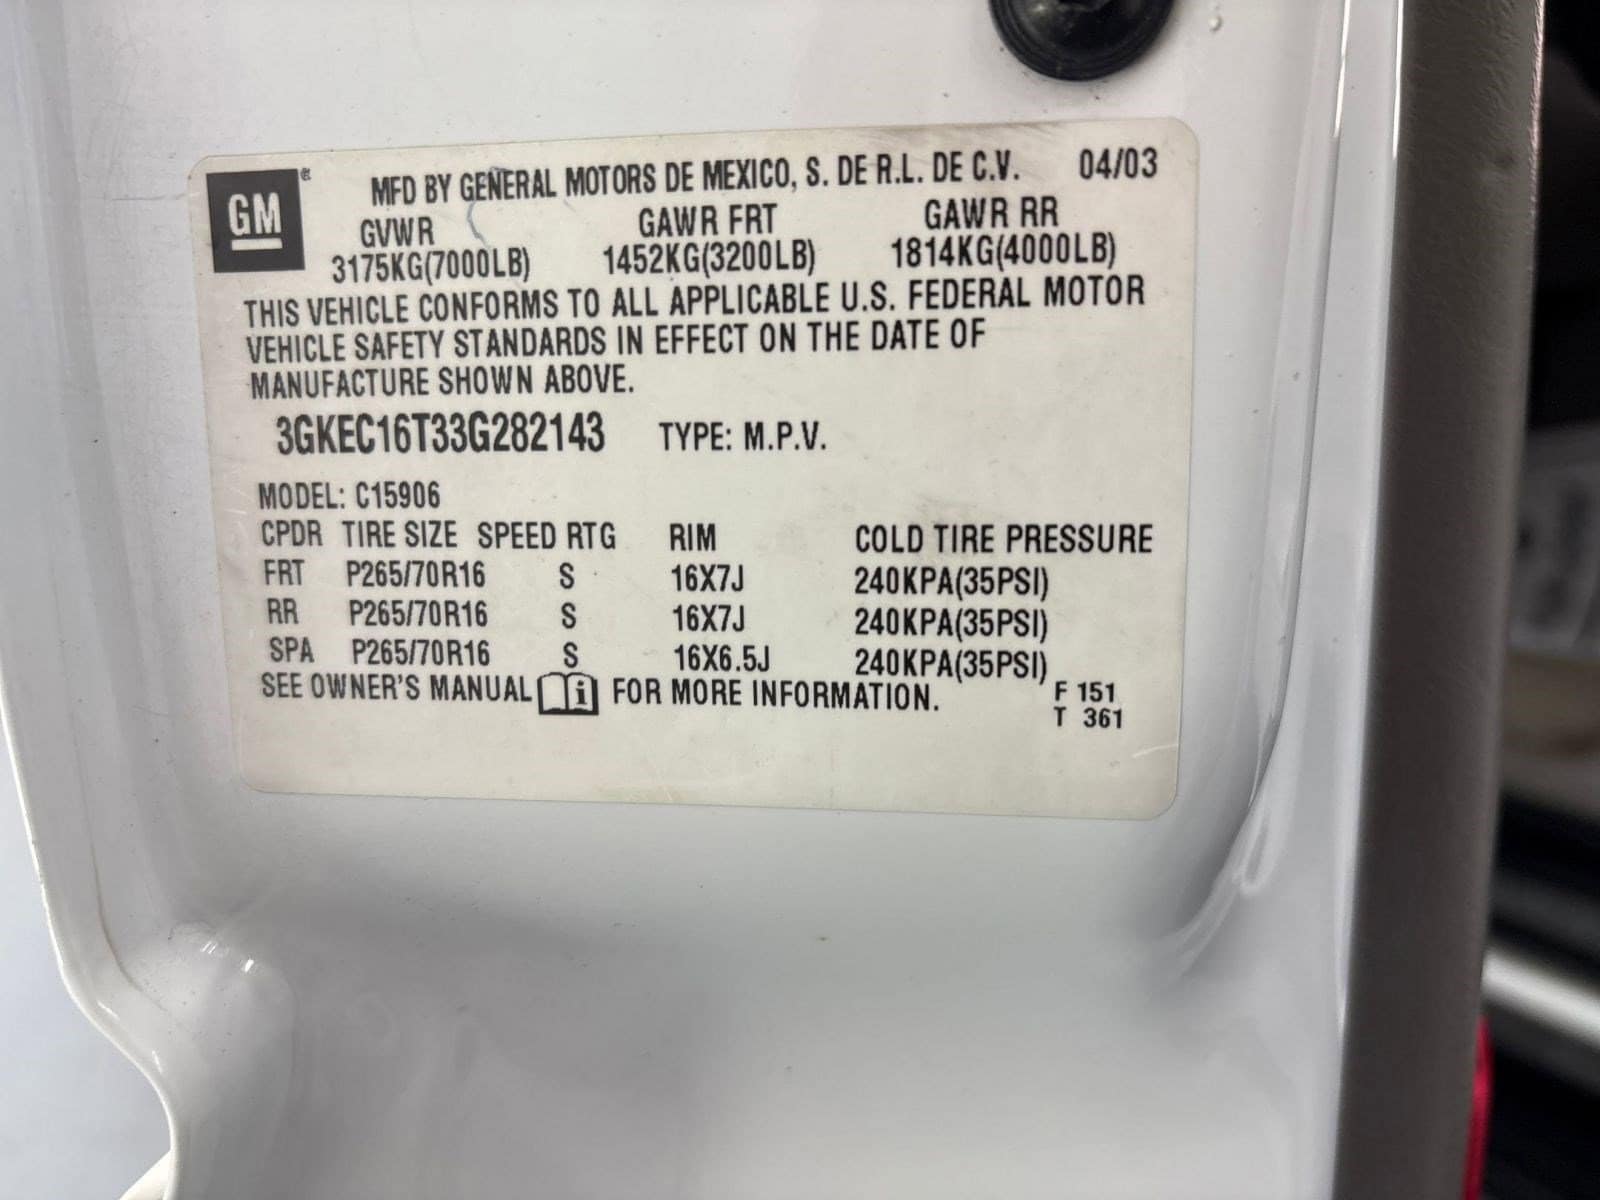 GM ®
MFD BY GENERAL MOTORS DE MEXICO, S. DE R.L. DE C.V. 04/03
GVWR GAWR FRT GAWR RR
3175KG(7000LB) 1452KG(3200LB) 1814KG(4000LB)
THIS VEHICLE CONFORMS TO ALL APPLICABLE U.S. FEDERAL MOTOR
VEHICLE SAFETY STANDARDS IN EFFECT ON THE DATE OF
MANUFACTURE SHOWN ABOVE.
3GKEC16T33G282143 TYPE: M.P.V.
MODEL: C15906
CPDR TIRE SIZE SPEED RTG RIM COLD TIRE PRESSURE
FRT P265/70R16 S 16X7J 240KPA(35PSI)
RR P265/70R16 S 16X7J 240KPA(35PSI)
SPA P265/70R16 S 16X6.5J 240KPA(35PSI)
SEE OWNER'S MANUAL i FOR MORE INFORMATION. F 151
T 361